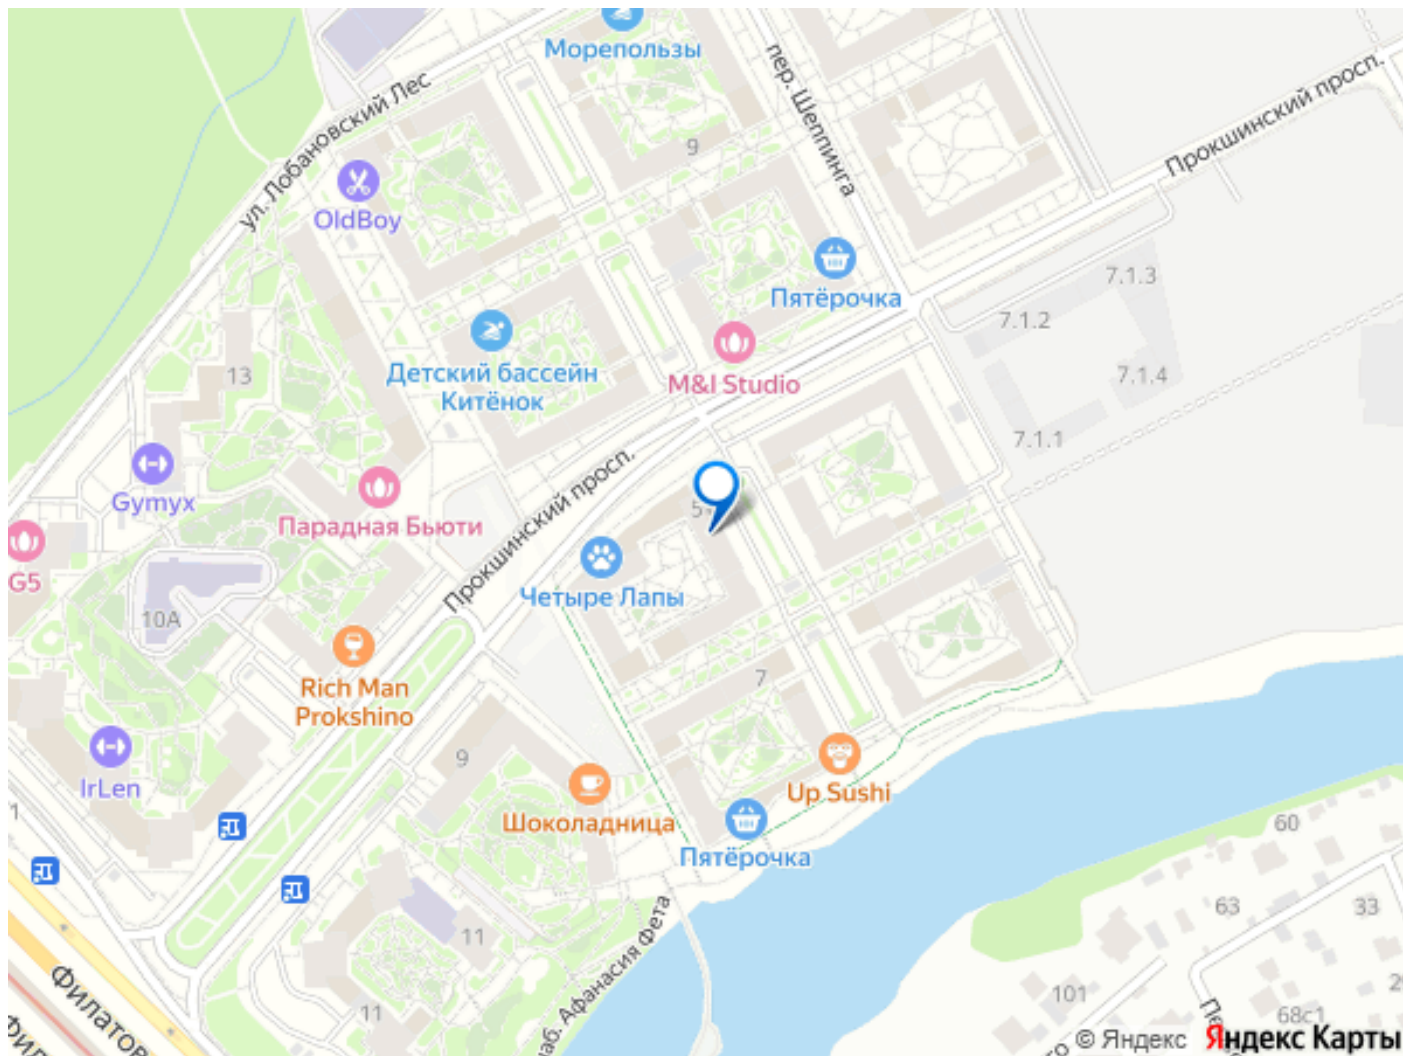 Морепользы
пер. Шеппинга
Прокшинский просп.
ул. Лобановский Лес
9
OldBoy
Пятёрочка
7.1.3
7.1.2
M&I Studio
7.1.4
Детский бассейн
Китёнок
13
7.1.1
Gymyx
Прокшинский просп.
Парадная Бьюти
5
G5
Четыре Лапы
10А
Rich Man
Prokshino
7
9
IrLen
Up Sushi
Шоколадница
1
Пятёрочка
60
63
33
11
наб. Афанасия Фета
11
101
68с1
© Яндекс
Яндекс Карты